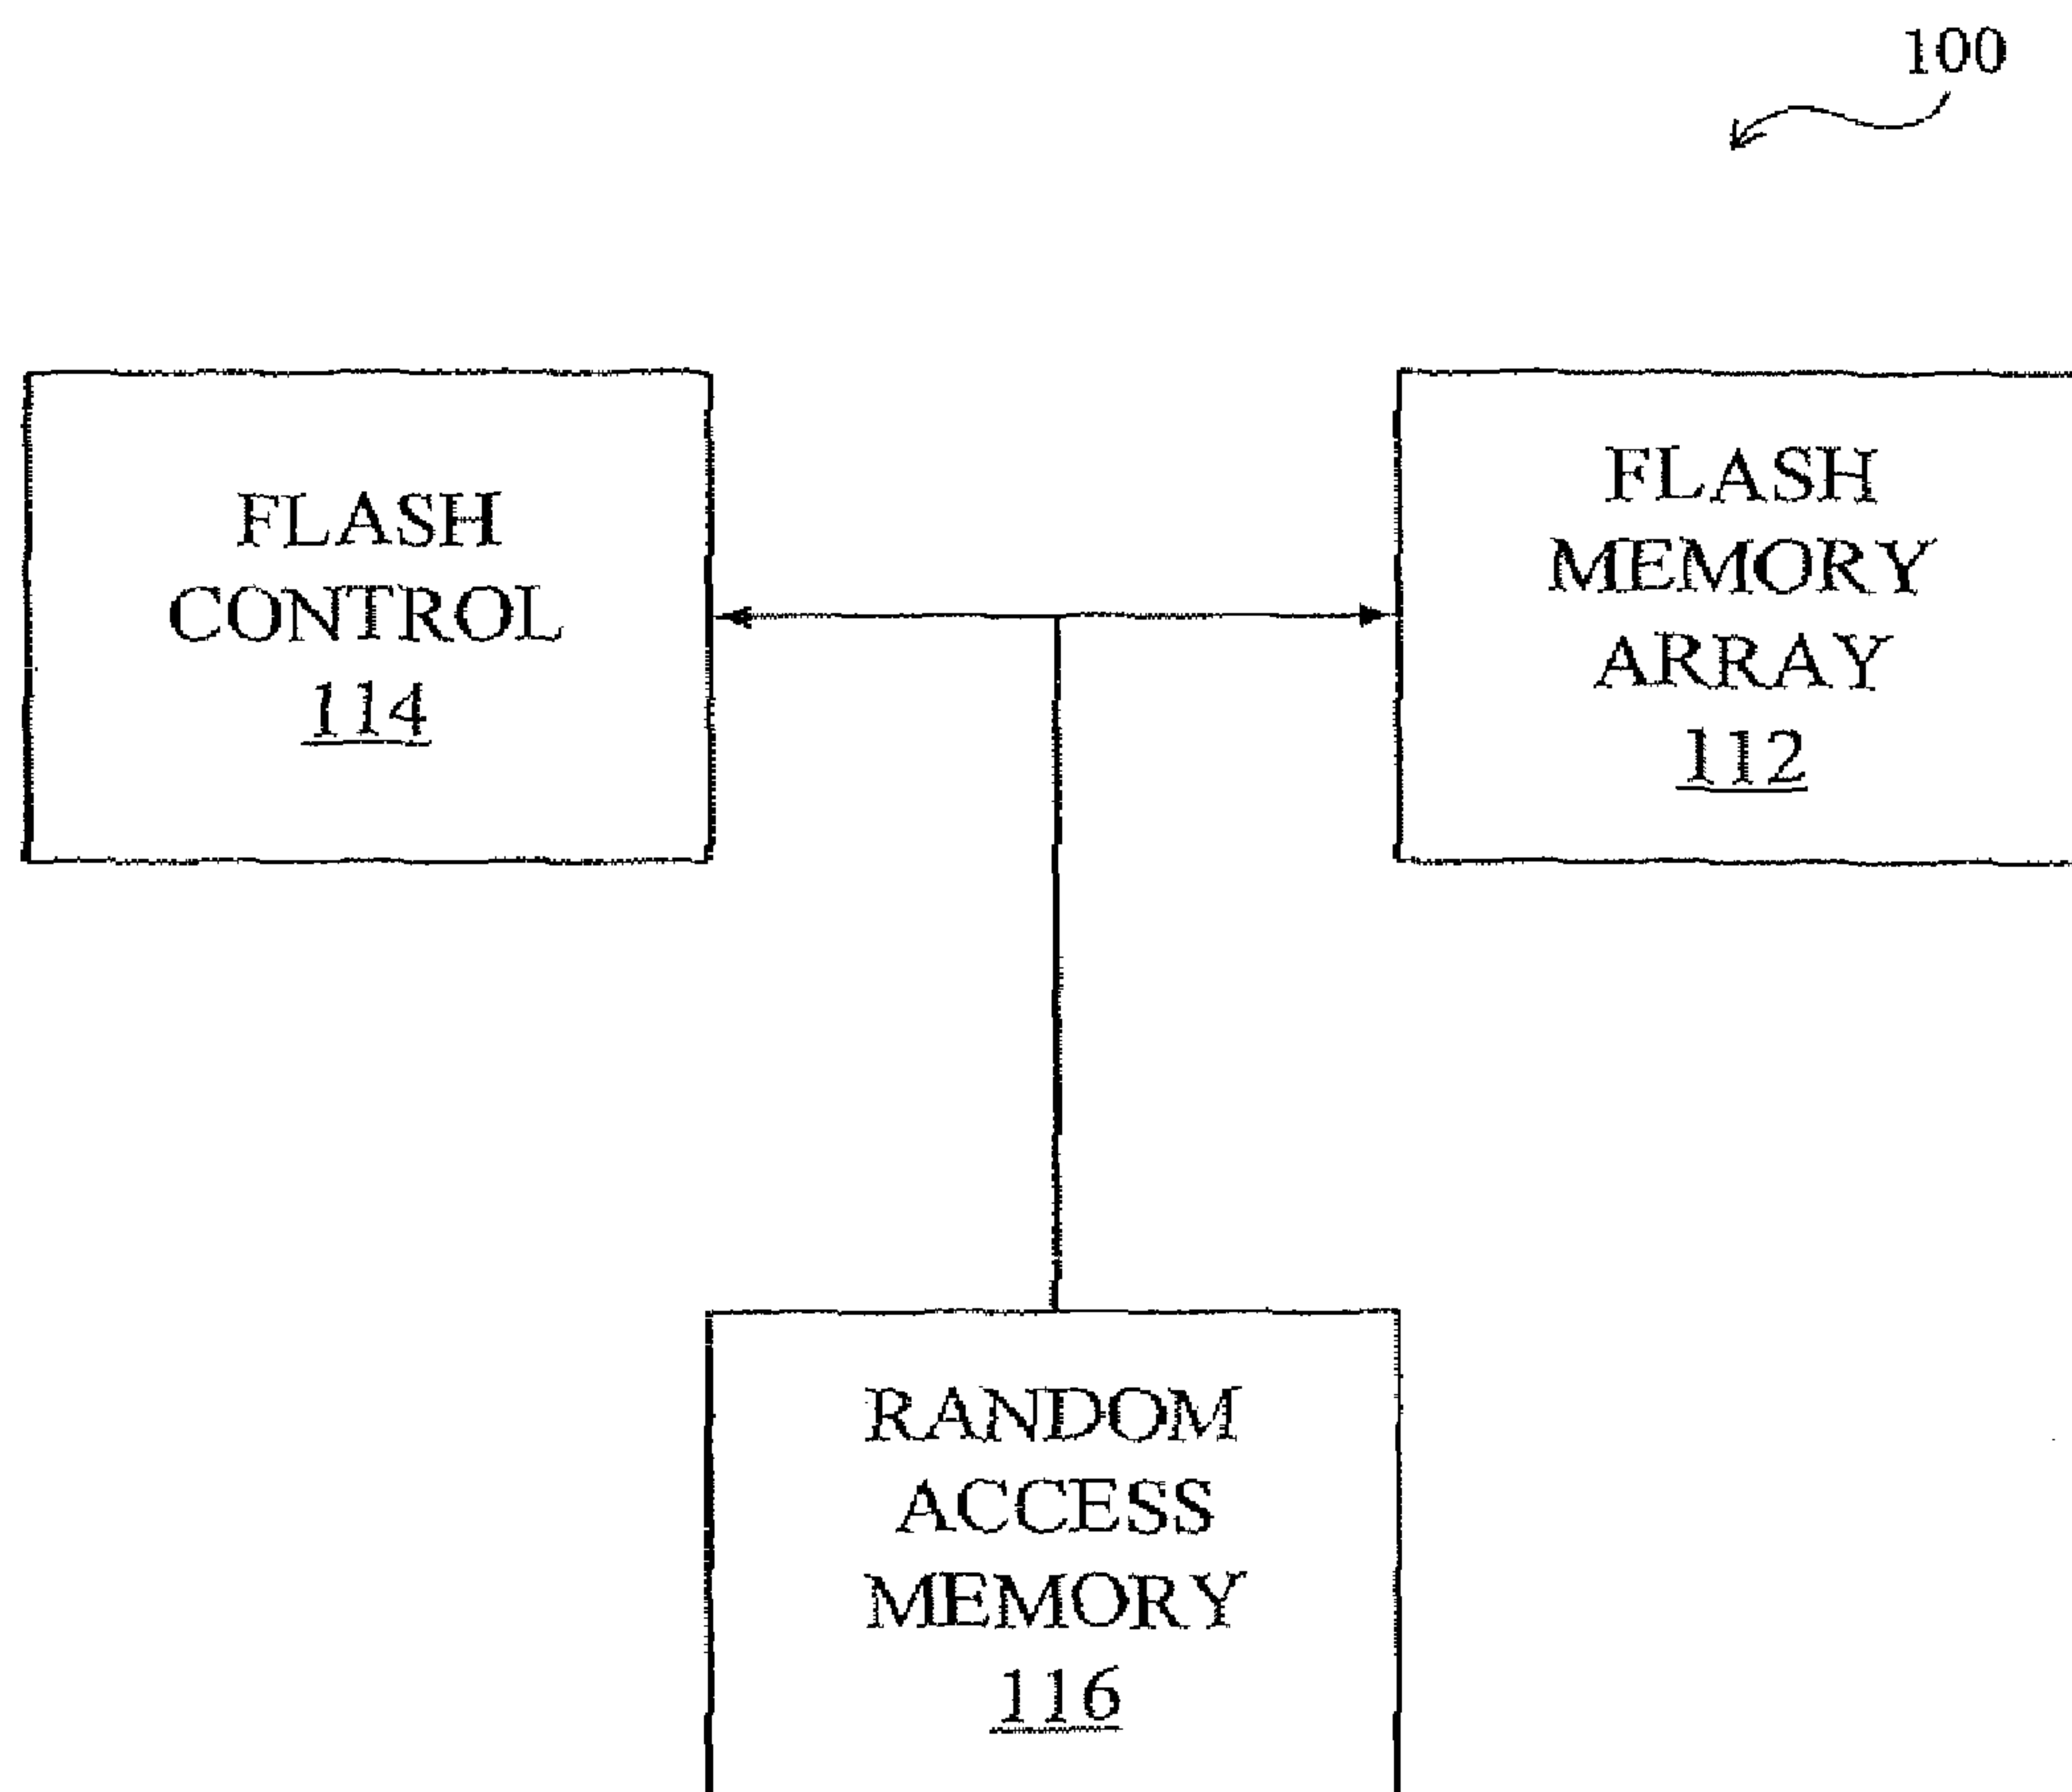 100
FLASH
CONTROL
114
FLASH
MEMORY
ARRAY
112
RANDOM
ACCESS
MEMORY
116